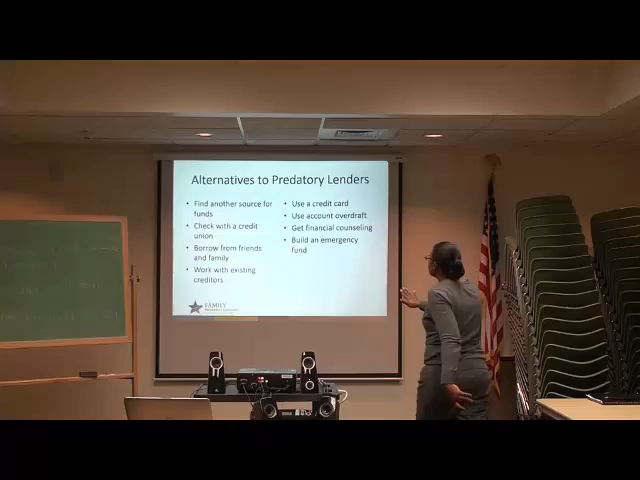 Alternatives to Predatory Lenders
• Find another source for
funds
• Check with a credit
union
• Borrow from friends
and family
• Work with existing
creditors
• Use a credit card
• Use account overdraft
• Get financial counseling
• Build an emergency
fund
FAMILY